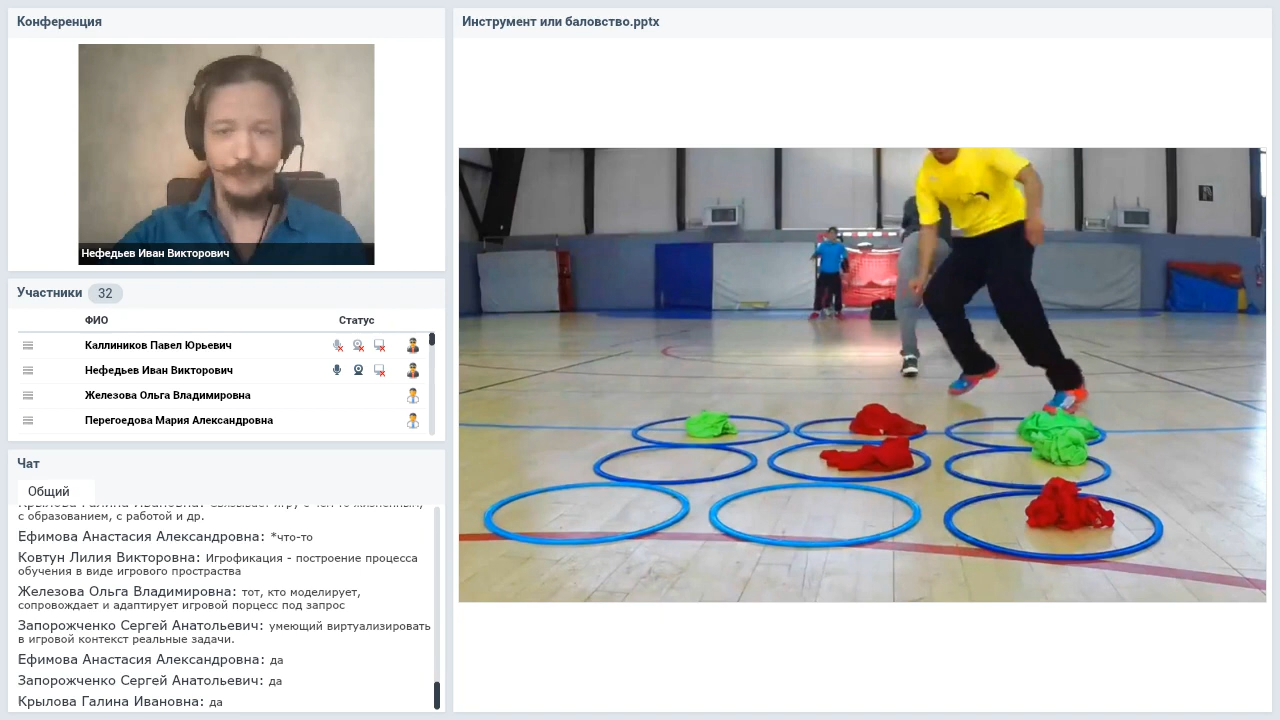 Конференция
Нефедьев Иван Викторович
Участники 32
ФИО Статус
Каллиников Павел Юрьевич
Нефедьев Иван Викторович
Железова Ольга Владимировна
Перегоедова Мария Александровна
Чат
Общий
с образованием, с работой и др.
Ефимова Анастасия Александровна: *что-то
Ковтун Лилия Викторовна: Игрофикация - построение процесса
обучения в виде игрового прострaства
Железова Ольга Владимировна: тот, кто моделирует,
сопровождает и адаптирует игровой порцесс под запрос
Запорожченко Сергей Анатольевич: умеющий виртуализировать
в игровой контекст реальные задачи.
Ефимова Анастасия Александровна: да
Запорожченко Сергей Анатольевич: да
Крылова Галина Ивановна: да
Инструмент или баловство.pptx